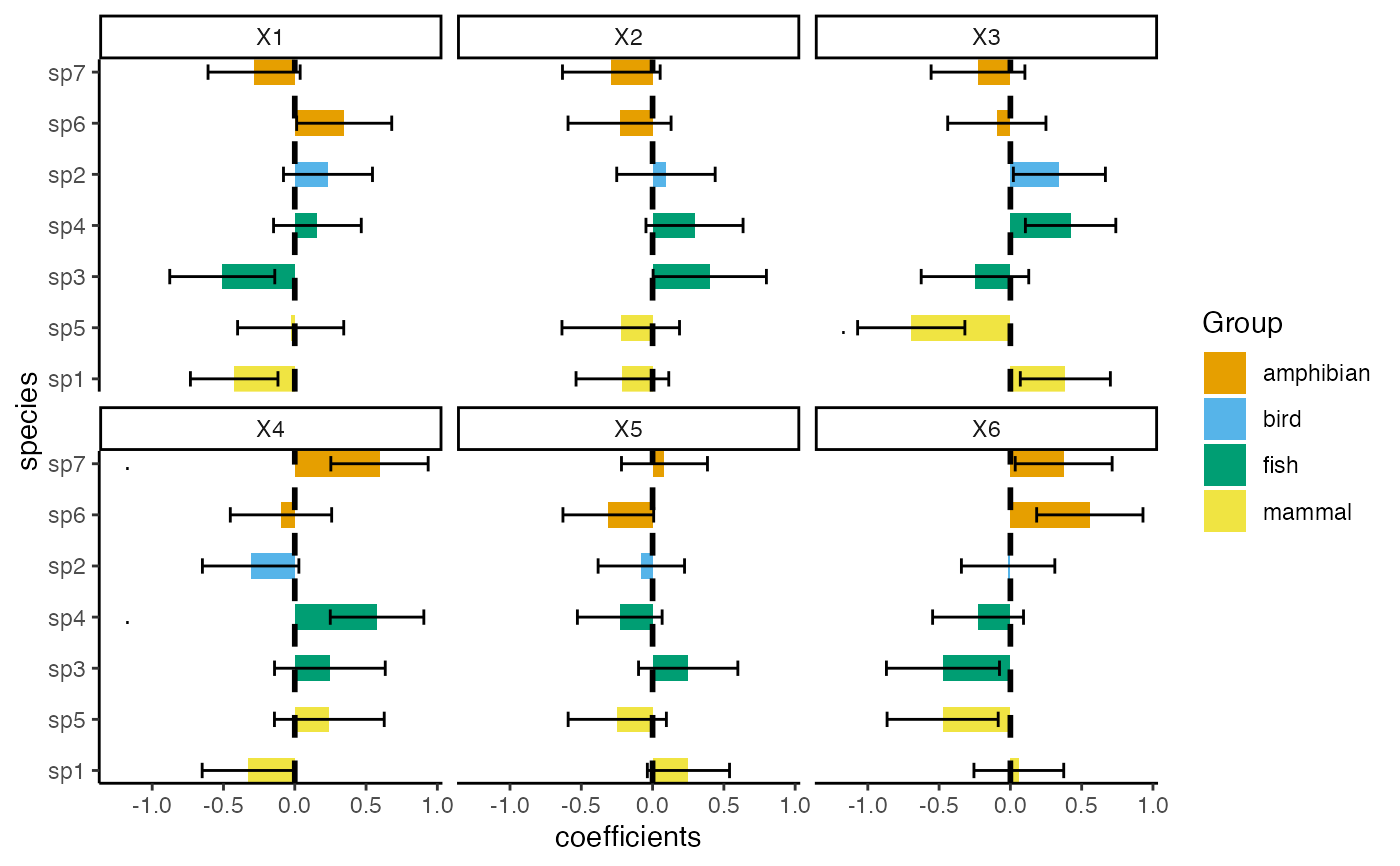 X1 X2 X3
sp7
sp6
sp2
sp4
sp3
sp5 .
sp1
species
X4 X5 X6
sp7 .
sp6
sp2
sp4 .
sp3
sp5
sp1
-1.0 -0.5 0.0 0.5 1.0 -1.0 -0.5 0.0 0.5 1.0 -1.0 -0.5 0.0 0.5 1.0
coefficients
Group
amphibian
bird
fish
mammal